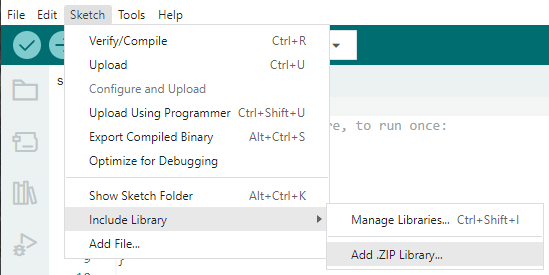 File Edit Sketch Tools Help
Verify/Compile Ctrl+R
Upload Ctrl+U
Configure and Upload
Upload Using Programmer Ctrl+Shift+U
Export Compiled Binary Alt+Ctrl+S
re, to run once:
Optimize for Debugging
Show Sketch Folder Alt+Ctrl+K
Include Library
Manage Libraries... Ctrl+Shift+I
Add File...
Add .ZIP Library...
9 }